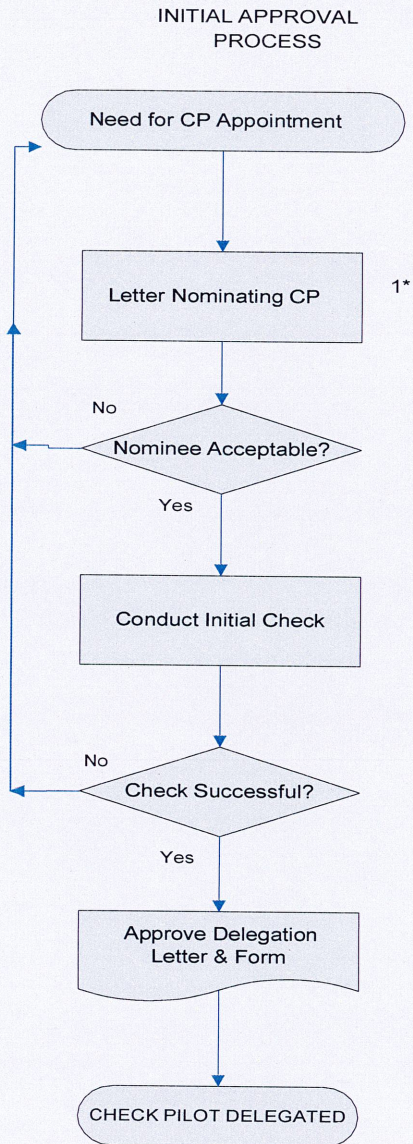 INITIAL APPROVAL
PROCESS
Need for CP Appointment
Letter Nominating CP
1*
No
Nominee Acceptable?
Yes
Conduct Initial Check
No
Check Successful?
Yes
Approve Delegation
Letter & Form
CHECK PILOT DELEGATED